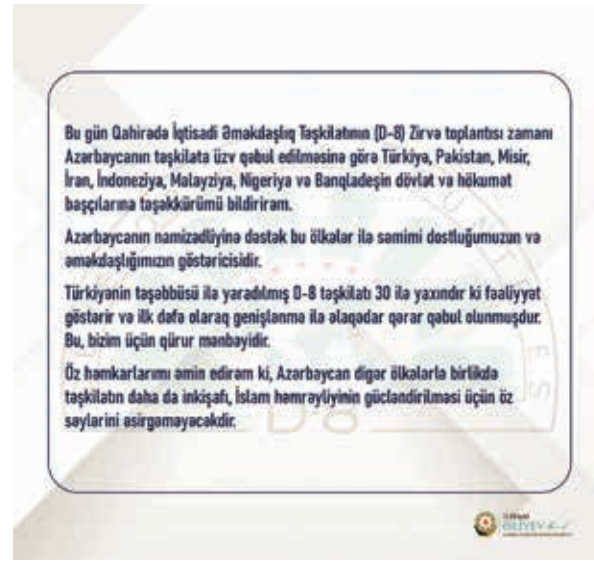 Bu gün Qahirədə İqtisadi Əməkdaşlıq Təşkilatının (D-8) Zirvə toplantısı zamanı
Azərbaycanın təşkilata üzv qəbul edilməsinə görə Türkiyə, Pakistan, Misir,
İran, İndoneziya, Malayziya, Nigeriya və Banqladeşin dövlət və hökumət
başçılarına təşəkkürümü bildirirəm.
Azərbaycanın namizədliyinə dəstək bu ölkələr ilə səmimi dostluğumuzun və
əməkdaşlığımızın göstəricisidir.
Türkiyənin təşəbbüsü ilə yaradılmış D-8 təşkilatı 30 ilə yaxındır ki fəaliyyət
göstərir və ilk dəfə olaraq genişlənmə ilə əlaqədar qərar qəbul olunmuşdur.
Bu, bizim üçün qürur mənbəyidir.
Öz həmkarlarımı əmin edirəm ki, Azərbaycan digər ölkələrlə birlikdə
təşkilatın daha da inkişafı, İslam həmrəyliyinin gücləndirilməsi üçün öz
səylərini əsirgəməyəcəkdir.
D-8
İLHAM
ƏLİYEV